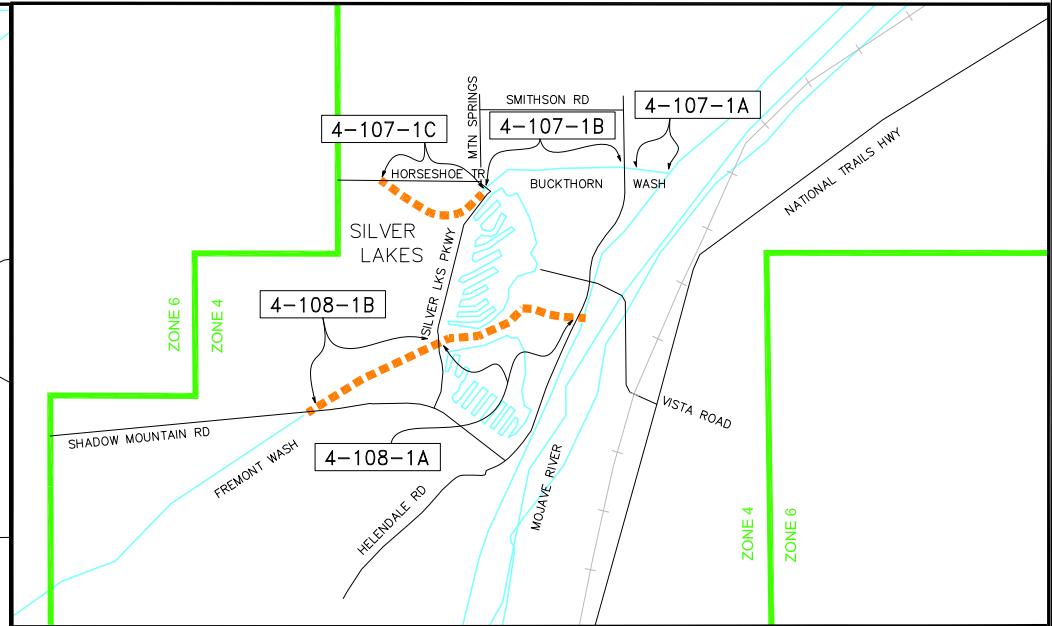 MTN SPRINGS
SMITHSON RD
4-107-1A
4-107-1C
4-107-1B
HORSESHOE TR
BUCKTHORN
WASH
NATIONAL TRAILS HWY
SILVER
LAKES
SILVER LKS PKWY
4-108-1B
ZONE 6
ZONE 4
VISTA ROAD
SHADOW MOUNTAIN RD
4-108-1A
FREMONT WASH
HELENDALE RD
MOJAVE RIVER
ZONE 4
ZONE 6